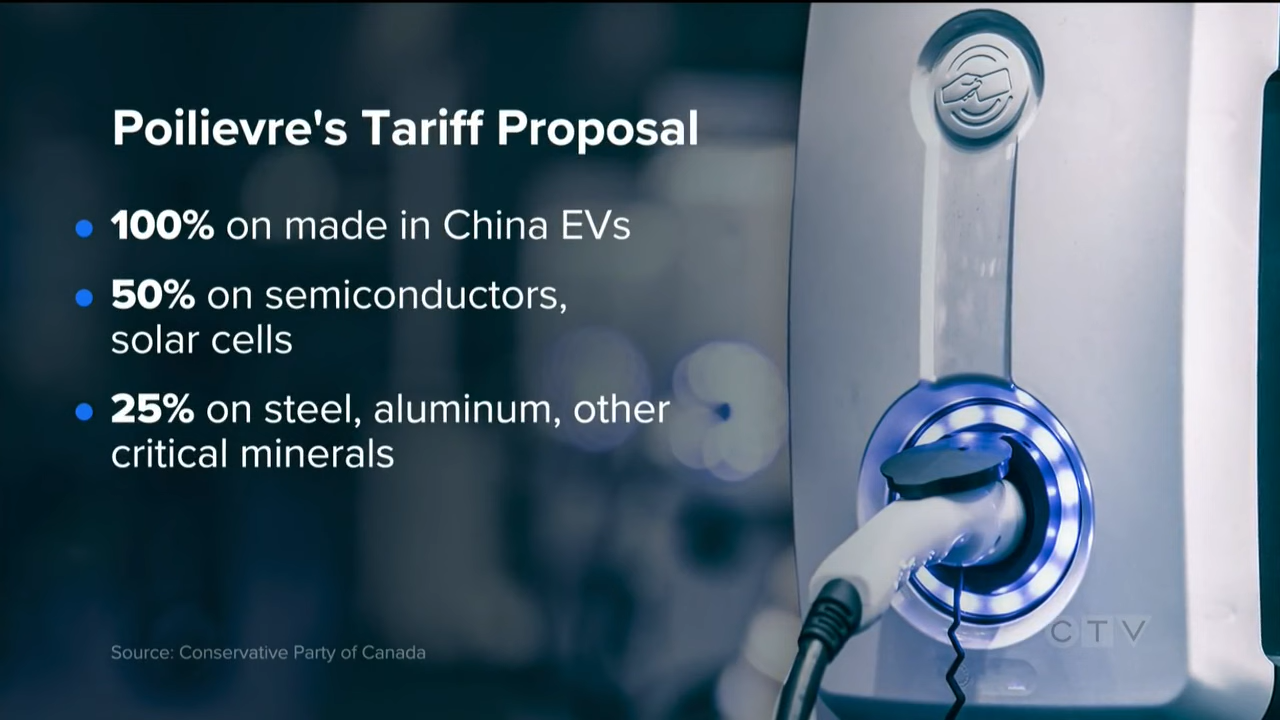 Poilievre's Tariff Proposal
100% on made in China EVs
50% on semiconductors,
solar cells
25% on steel, aluminum, other
critical minerals
Source: Conservative Party of Canada
CTV